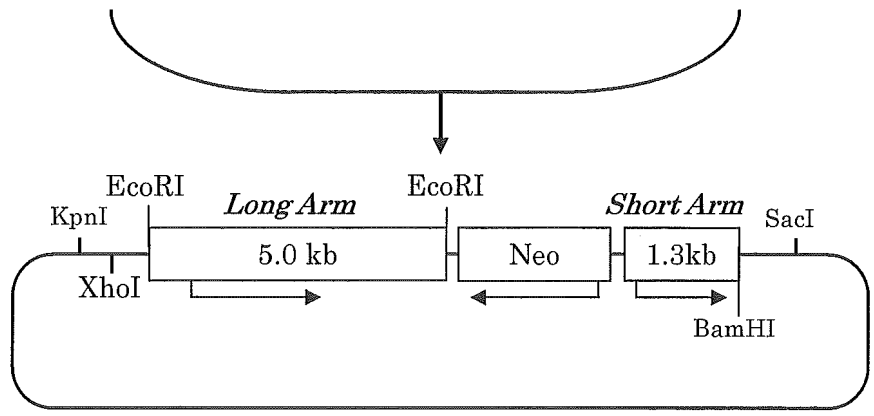 EcoRI
EcoRI
Long Arm
Short Arm
KpnI
SacI
5.0 kb
Neo
1.3kb
XhoI
BamHI